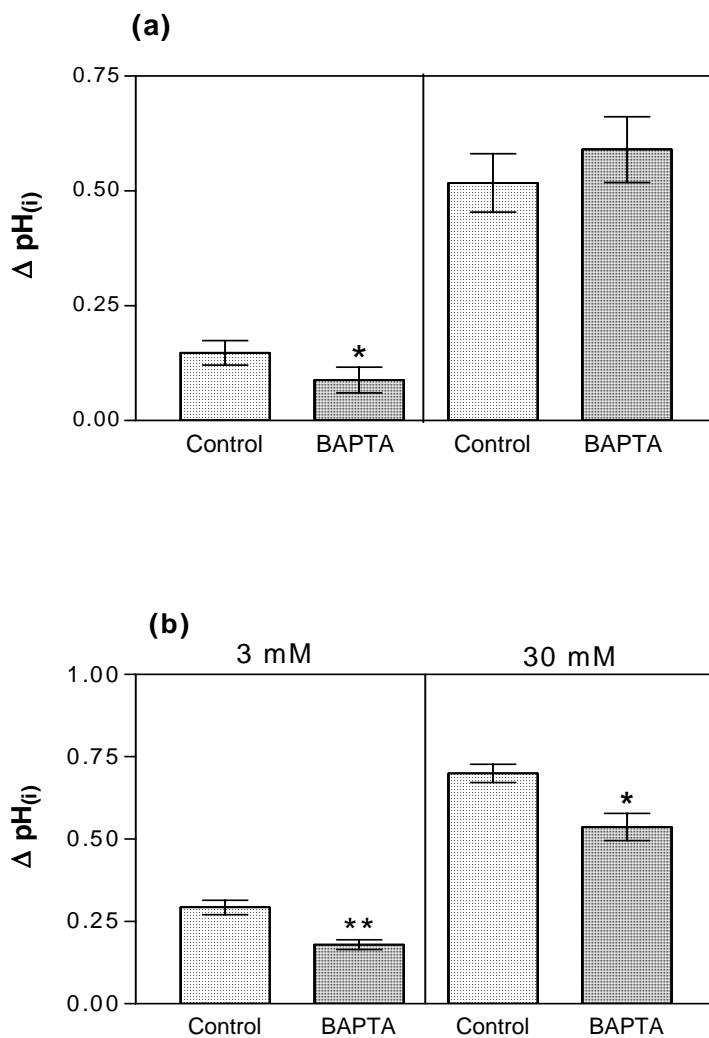 (a)
0.75
0.50
0.25
0.00
Δ pH(i)
*
Control BAPTA Control BAPTA
(b)
3 mM 30 mM
1.00
0.75
0.50
0.25
0.00
Δ pH(i)
*
**
Control BAPTA Control BAPTA